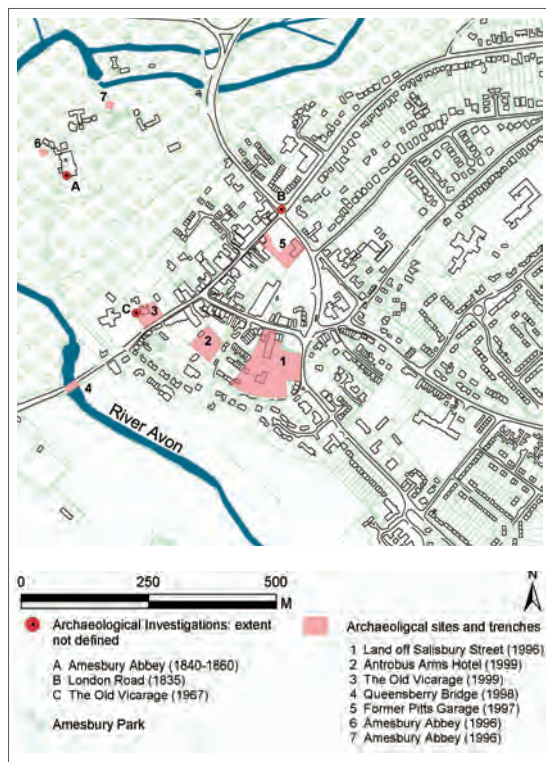 7
6
A
B
5
C
3
2
1
4
River Avon
0 250 500
M
N
Archaeological Investigations: extent
not defined
A Amesbury Abbey (1840-1860)
B London Road (1835)
C The Old Vicarage (1967)
Amesbury Park
Archaeoligcal sites and trenches
1 Land off Salisbury Street (1996)
2 Antrobus Arms Hotel (1999)
3 The Old Vicarage (1999)
4 Queensberry Bridge (1998)
5 Former Pitts Garage (1997)
6 Amesbury Abbey (1996)
7 Amesbury Abbey (1996)